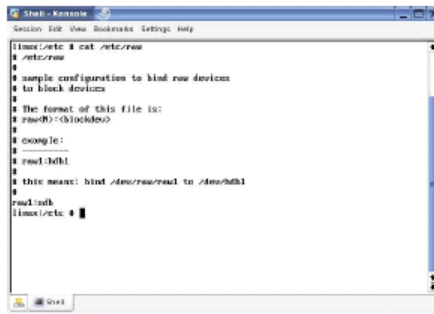 Shell - Konsole
Session Edit View Bookmarks Settings Help
linux:/etc # cat /etc/raw
# /etc/raw
#
# sample configuration to bind raw devices
# to block devices
#
# The format of this file is:
# raw<N>:<blockdev>
#
# example:
# ---------
# raw1:hdb1
#
# this means: bind /dev/raw/raw1 to /dev/hdb1
#
raw1:sdb
linux:/etc #
Shell